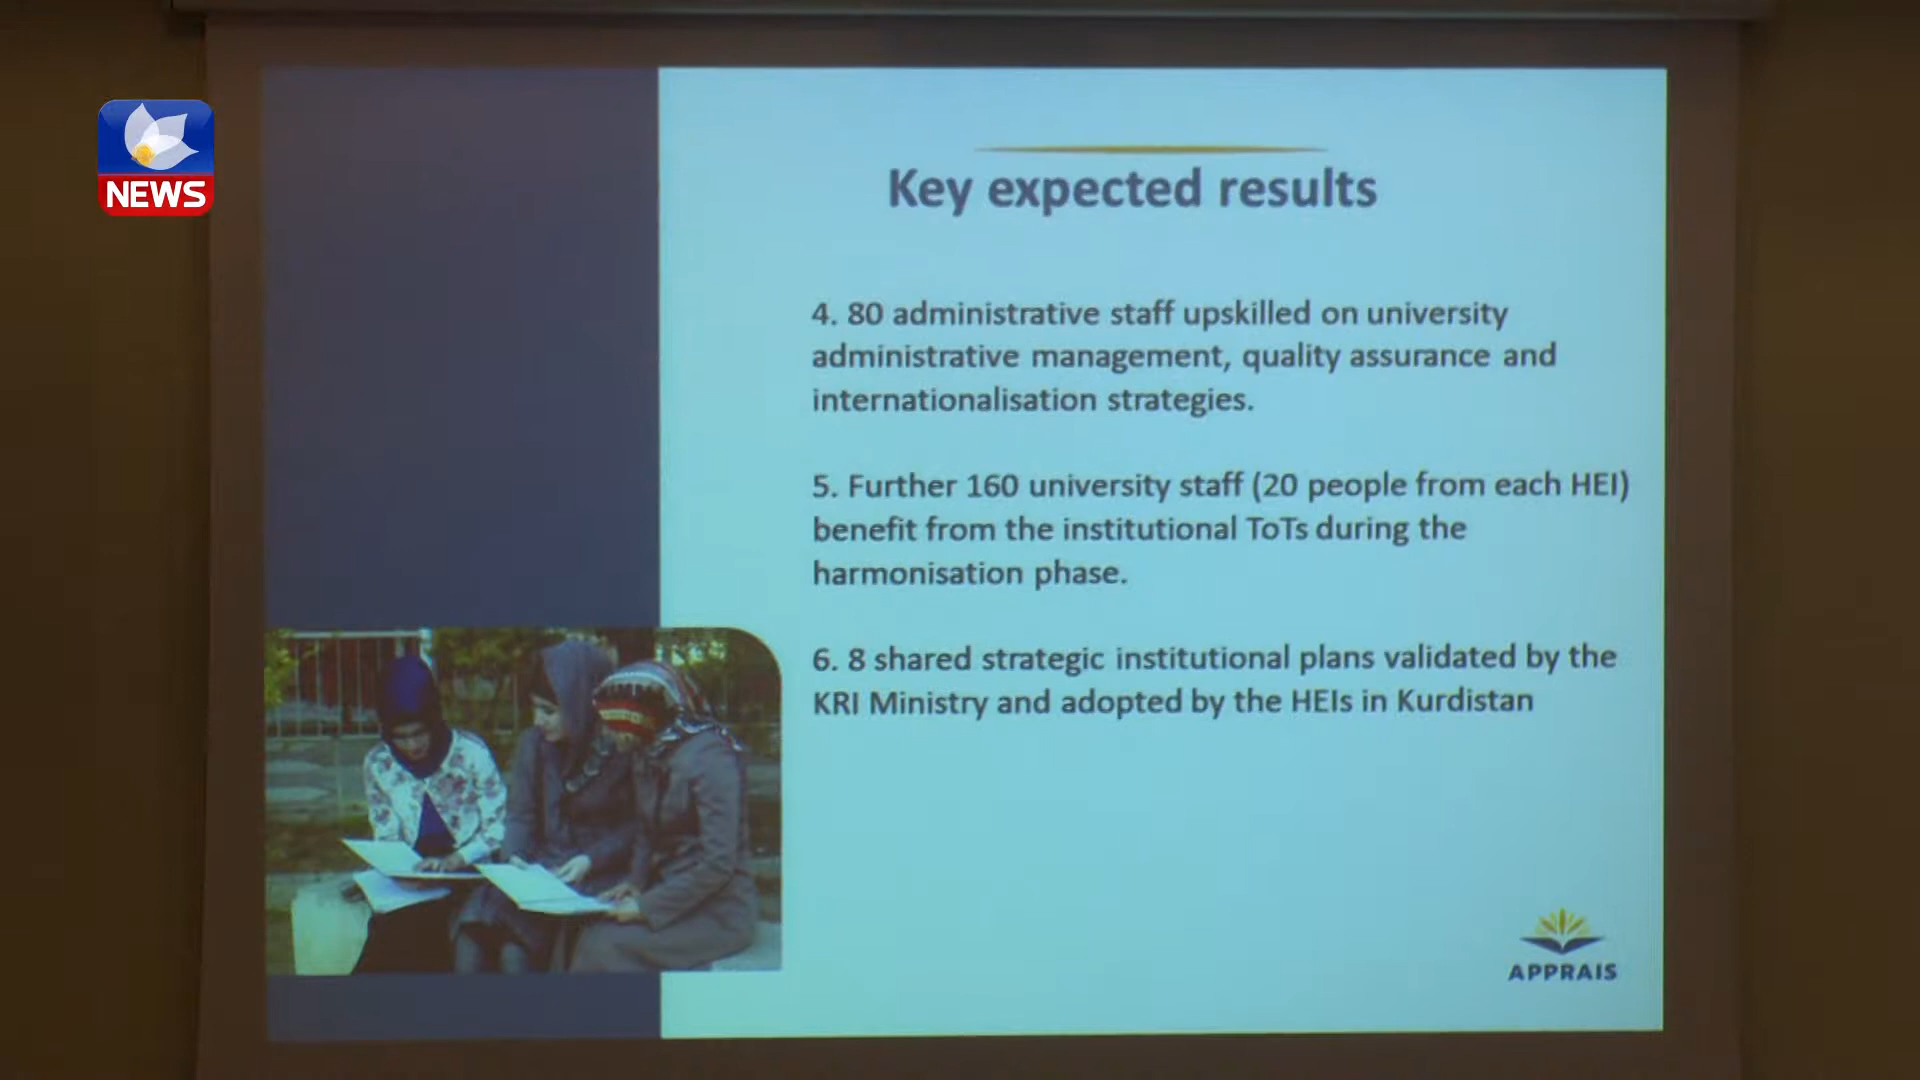 NEWS
Key expected results
4. 80 administrative staff upskilled on university
administrative management, quality assurance and
internationalisation strategies.
5. Further 160 university staff (20 people from each HEI)
benefit from the institutional ToTs during the
harmonisation phase.
6. 8 shared strategic institutional plans validated by the
KRI Ministry and adopted by the HEIs in Kurdistan
APPRAIS